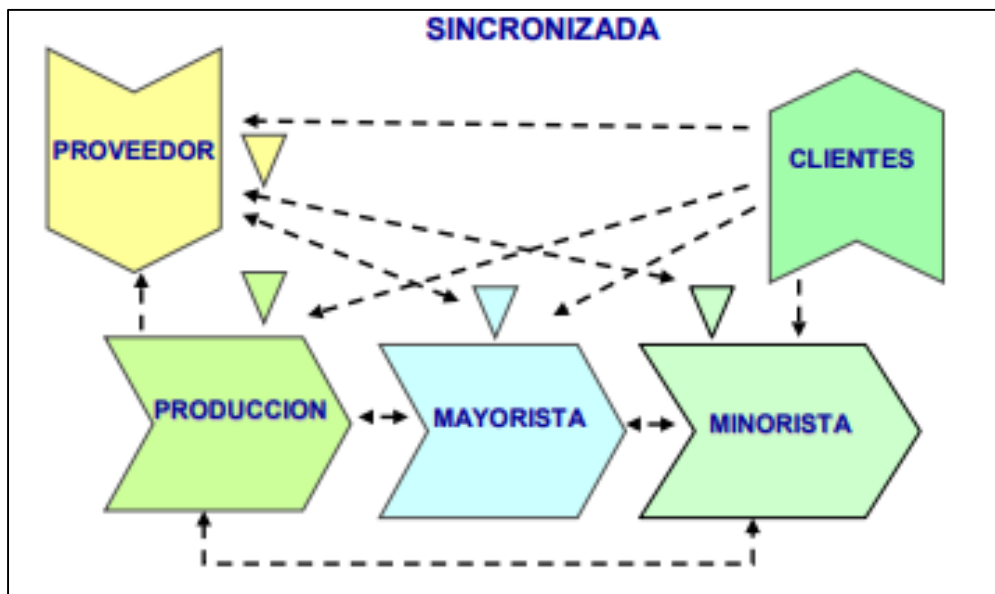 SINCRONIZADA
PROVEEDOR
CLIENTES
PRODUCCION
MAYORISTA
MINORISTA